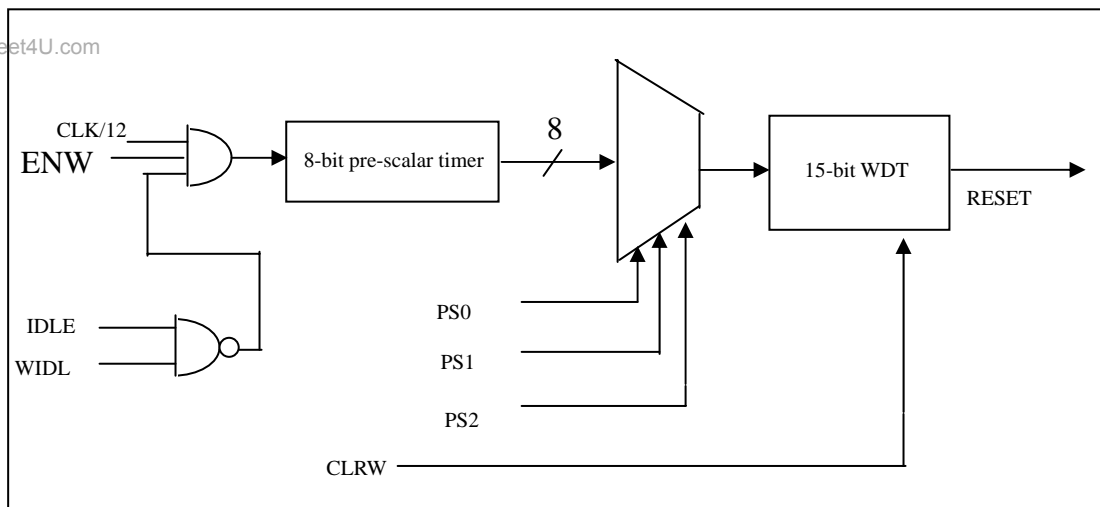 eet4U.com
CLK/12
ENW
8-bit pre-scalar timer
8
15-bit WDT
RESET
IDLE
WIDL
PS0
PS1
PS2
CLRW